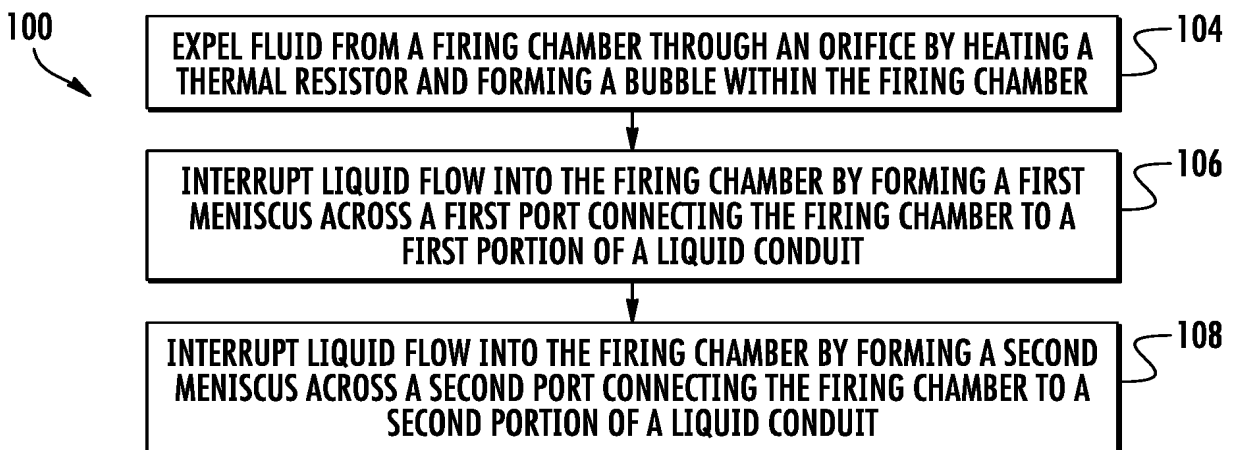 100
EXPEL FLUID FROM A FIRING CHAMBER THROUGH AN ORIFICE BY HEATING A
THERMAL RESISTOR AND FORMING A BUBBLE WITHIN THE FIRING CHAMBER
104
INTERRUPT LIQUID FLOW INTO THE FIRING CHAMBER BY FORMING A FIRST
MENISCUS ACROSS A FIRST PORT CONNECTING THE FIRING CHAMBER TO A
FIRST PORTION OF A LIQUID CONDUIT
106
INTERRUPT LIQUID FLOW INTO THE FIRING CHAMBER BY FORMING A SECOND
MENISCUS ACROSS A SECOND PORT CONNECTING THE FIRING CHAMBER TO A
SECOND PORTION OF A LIQUID CONDUIT
108